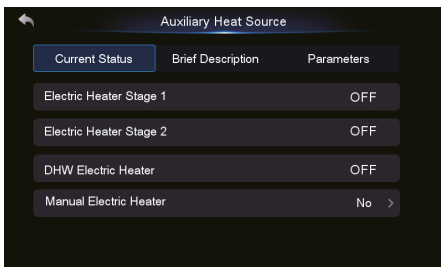 Auxiliary Heat Source
Current Status Brief Description Parameters
Electric Heater Stage 1 OFF
Electric Heater Stage 2 OFF
DHW Electric Heater OFF
Manual Electric Heater No >